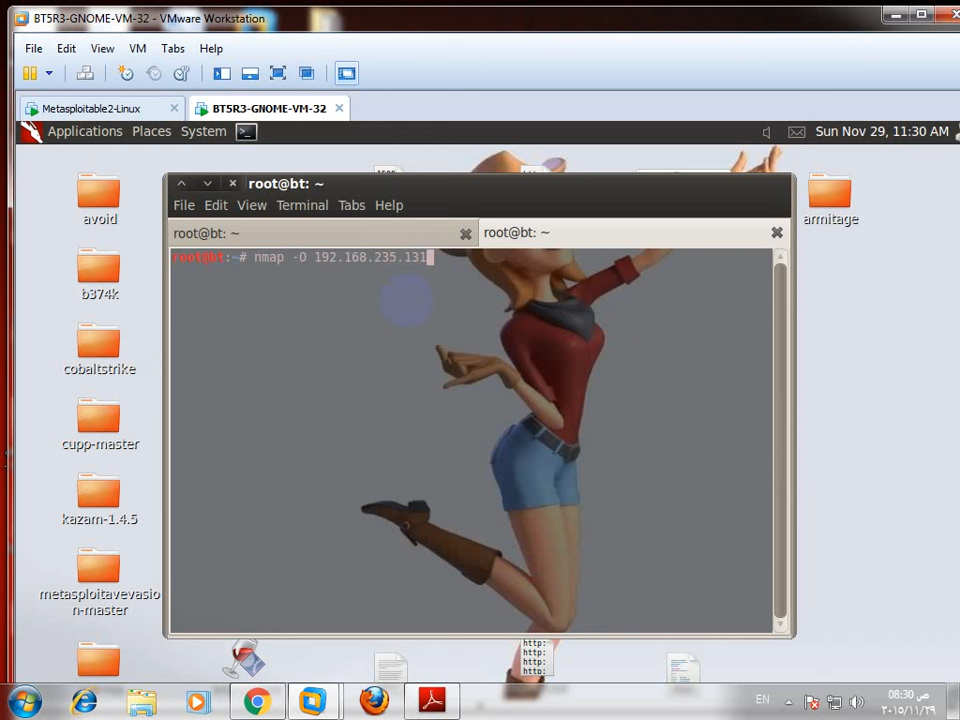 BT5R3-GNOME-VM-32 - VMware Workstation
File Edit View VM Tabs Help
Metasploitable2-Linux BT5R3-GNOME-VM-32
Applications Places System Sun Nov 29, 11:30 AM
root@bt: ~
File Edit View Terminal Tabs Help
root@bt: ~ root@bt: ~
root@bt:~# nmap -O 192.168.235.131
avoid
b374k
cobaltstrike
cupp-master
kazam-1.4.5
metasploitavevasio
n-master
armitage
http:
http:
http:
http:
EN
08:30 ص
٢٠١٥/١١/٢٩